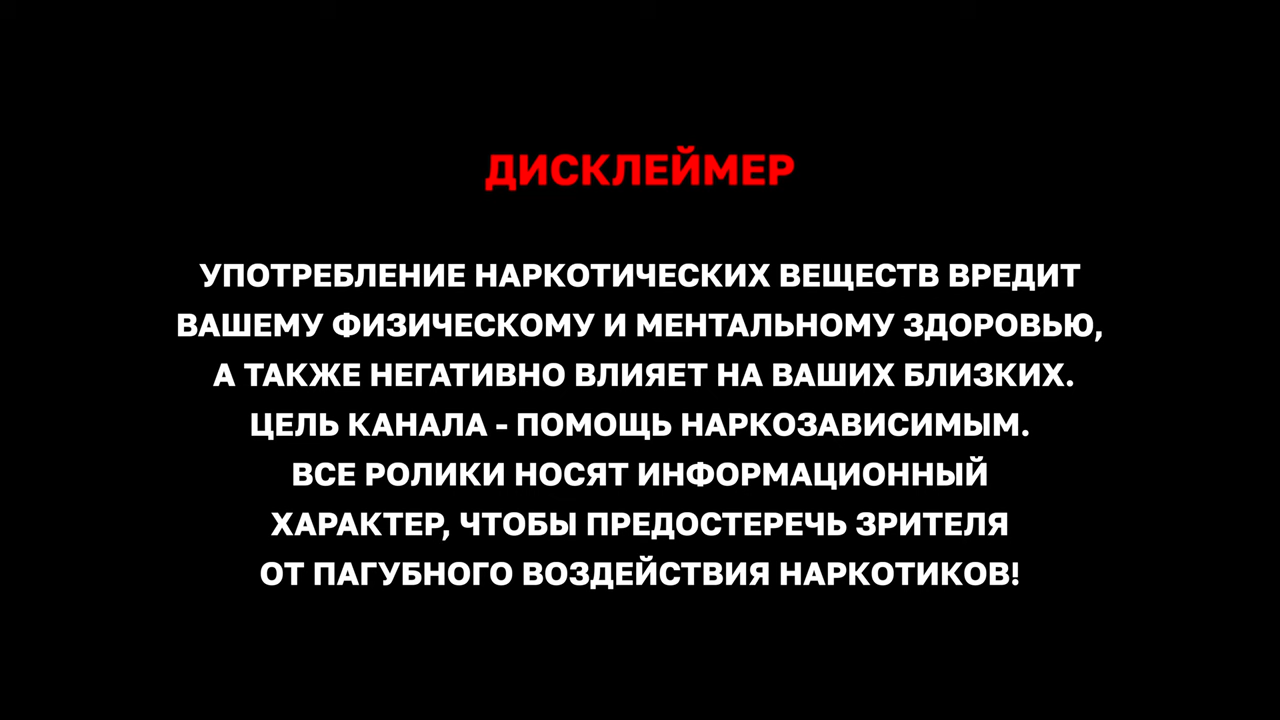 ДИСКЛЕЙМЕР
УПОТРЕБЛЕНИЕ НАРКОТИЧЕСКИХ ВЕЩЕСТВ ВРЕДИТ
ВАШЕМУ ФИЗИЧЕСКОМУ И МЕНТАЛЬНОМУ ЗДОРОВЬЮ,
А ТАКЖЕ НЕГАТИВНО ВЛИЯЕТ НА ВАШИХ БЛИЗКИХ.
ЦЕЛЬ КАНАЛА - ПОМОЩЬ НАРКОЗАВИСИМЫМ.
ВСЕ РОЛИКИ НОСЯТ ИНФОРМАЦИОННЫЙ
ХАРАКТЕР, ЧТОБЫ ПРЕДОСТЕРЕЧЬ ЗРИТЕЛЯ
ОТ ПАГУБНОГО ВОЗДЕЙСТВИЯ НАРКОТИКОВ!